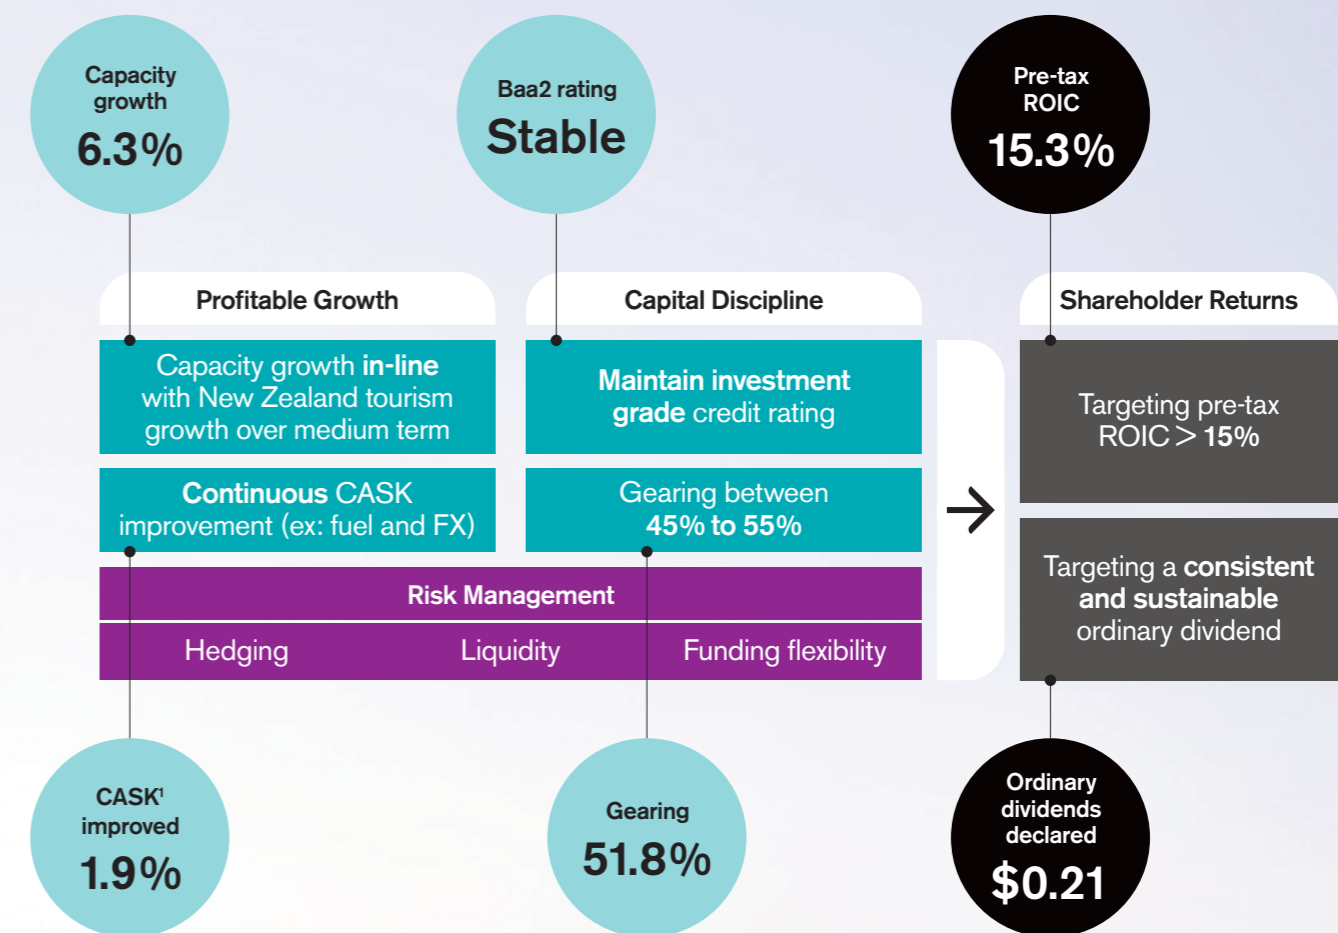 Capacity
growth
6.3%
Baa2 rating
Stable
Pre-tax
ROIC
15.3%
Profitable Growth
Capital Discipline
Shareholder Returns
Capacity growth in-line
with New Zealand tourism
growth over medium term
Maintain investment
grade credit rating
Targeting pre-tax
ROIC > 15%
Continuous CASK
improvement (ex: fuel and FX)
Gearing between
45% to 55%
→
Targeting a consistent
and sustainable
ordinary dividend
Risk Management
Hedging
Liquidity
Funding flexibility
CASK¹
improved
1.9%
Gearing
51.8%
Ordinary
dividends
declared
$0.21